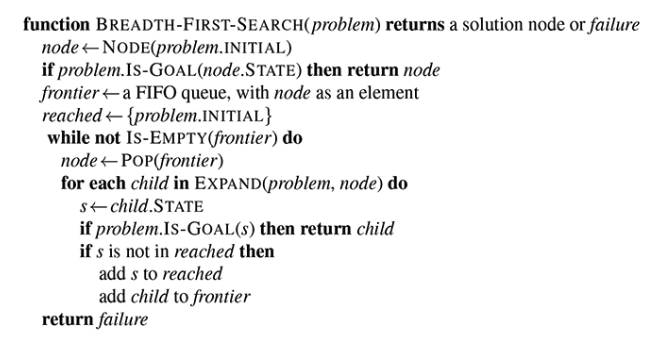 function BREADTH-FIRST-SEARCH(problem) returns a solution node or failure
node←NODE(problem.INITIAL)
if problem.IS-GOAL(node.STATE) then return node
frontier←a FIFO queue, with node as an element
reached←{problem.INITIAL}
while not IS-EMPTY(frontier) do
node←POP(frontier)
for each child in EXPAND(problem, node) do
s←child.STATE
if problem.IS-GOAL(s) then return child
if s is not in reached then
add s to reached
add child to frontier
return failure